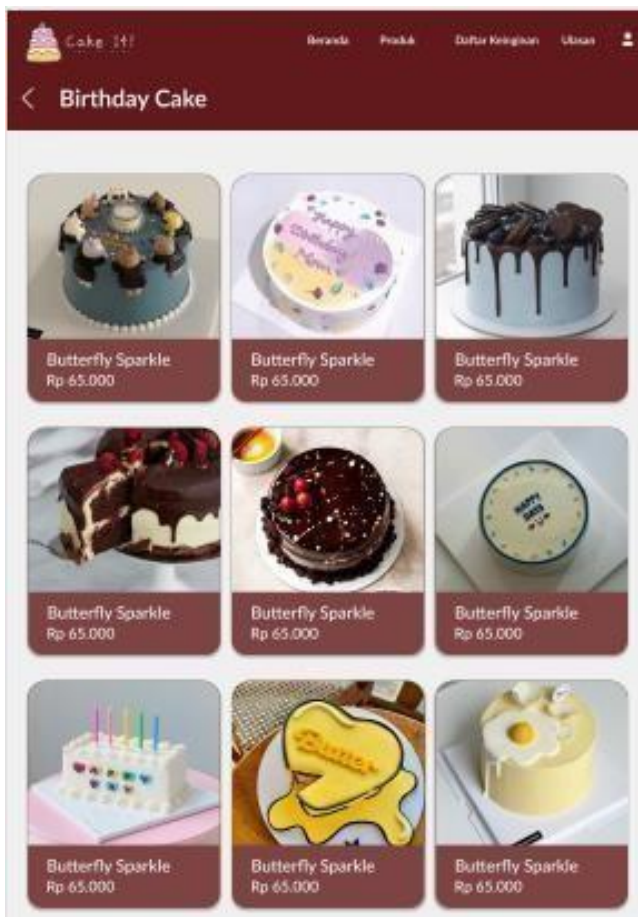 Cake It!
Beranda Produk Daftar Keinginan Ulasan
Birthday Cake
Happy
Birthday
Mom
Butterfly Sparkle
Rp 65.000
Butterfly Sparkle
Rp 65.000
Butterfly Sparkle
Rp 65.000
HAPPY
DAYS
Butterfly Sparkle
Rp 65.000
Butterfly Sparkle
Rp 65.000
Butterfly Sparkle
Rp 65.000
Butter
Butterfly Sparkle
Rp 65.000
Butterfly Sparkle
Rp 65.000
Butterfly Sparkle
Rp 65.000